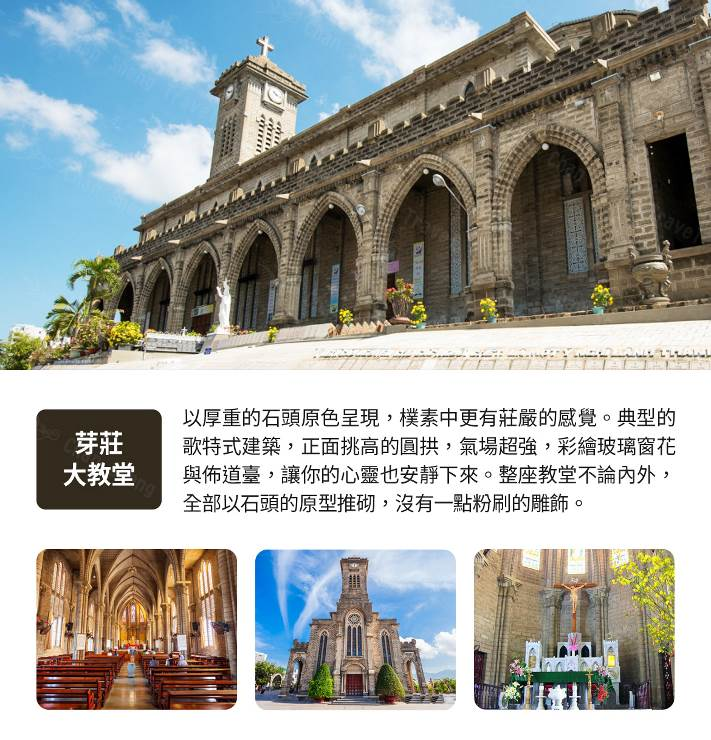 芽莊
大教堂
以厚重的石頭原色呈現，樸素中更有莊嚴的感覺。典型的
歌特式建築，正面挑高的圓拱，氣場超強，彩繪玻璃窗花
與佈道臺，讓你的心靈也安靜下來。整座教堂不論內外，
全部以石頭的原型推砌，沒有一點粉刷的雕飾。